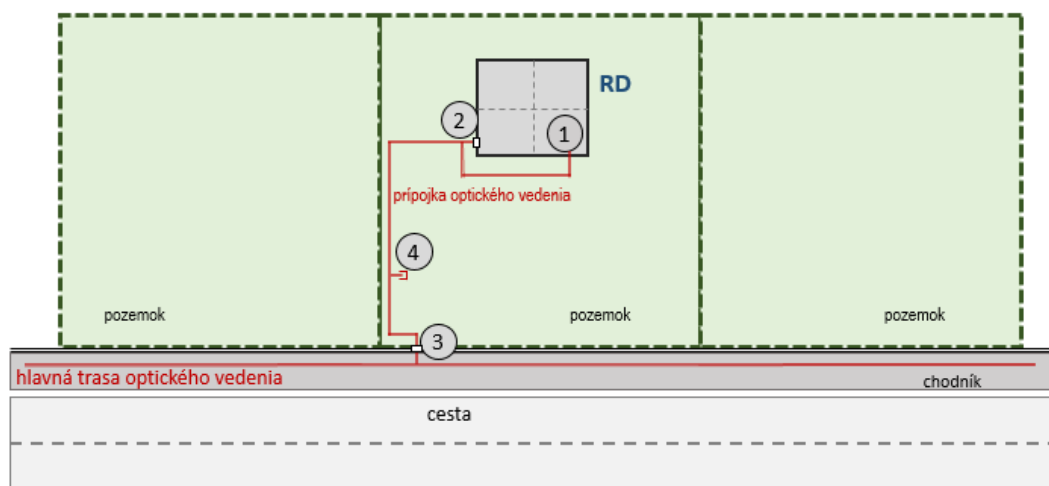 RD
2
1
prípojka optického vedenia
4
pozemok
pozemok
pozemok
3
hlavná trasa optického vedenia
chodník
cesta